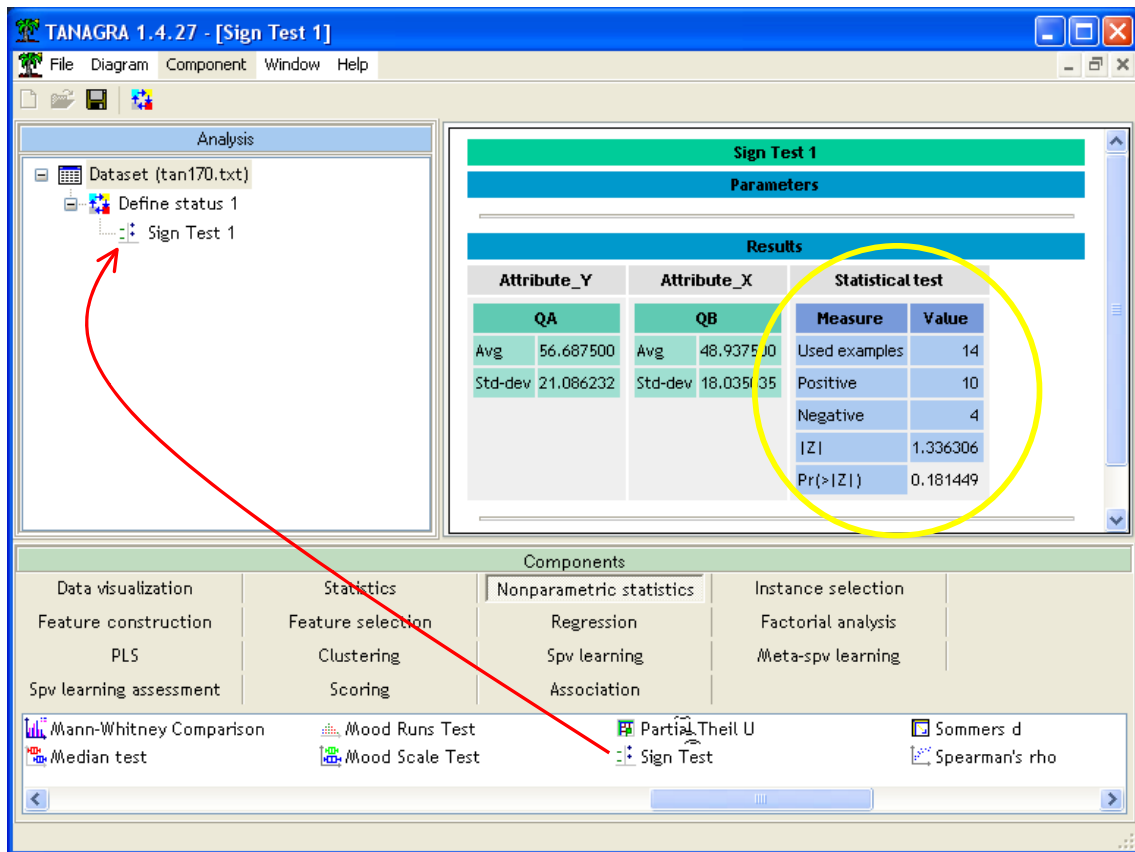 TANAGRA 1.4.27 - [Sign Test 1]
File Diagram Component Window Help
Analysis
Dataset (tan170.txt)
Define status 1
Sign Test 1
Sign Test 1
Parameters
Results
Attribute_Y Attribute_X Statistical test
QA QB Measure Value
Avg 56.687500 Avg 48.937500 Used examples 14
Std-dev 21.086232 Std-dev 18.035035 Positive 10
Negative 4
|Z| 1.336306
Pr(>|Z|) 0.181449
Components
Data visualization Statistics Nonparametric statistics Instance selection
Feature construction Feature selection Regression Factorial analysis
PLS Clustering Spv learning Meta-spv learning
Spv learning assessment Scoring Association
Mann-Whitney Comparison Mood Runs Test Partial Theil U Sommers d
Median test Mood Scale Test Sign Test Spearman's rho